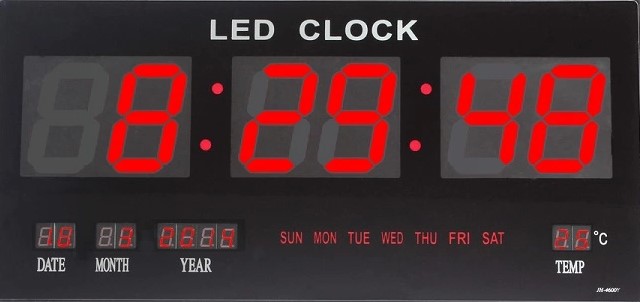 LED CLOCK
8:29:48
SUN MON TUE WED THU FRI SAT
°C
DATE MONTH YEAR TEMP